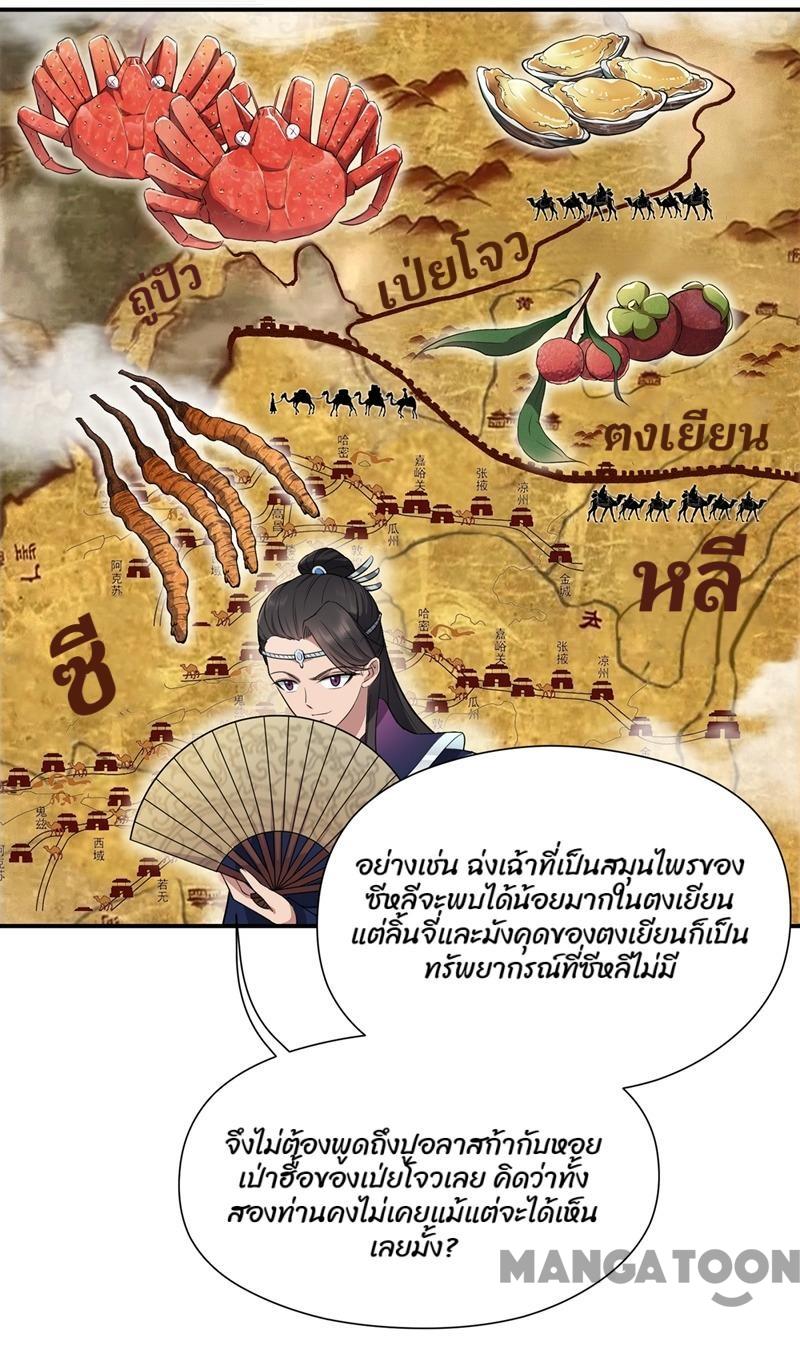 ถู่ปัว
เป่ยโจว
ตงเยียน
หลี
ซี
哈密
嘉峪关
张掖
凉州
高昌
瓜州
阿克苏
金城
哈密
嘉峪关
张掖
凉州
瓜州
金城
龟兹
西域
若无
อย่างเช่น ฉ่งเฉ้าที่เป็นสมุนไพรของ
ซีหลีจะพบได้น้อยมากในตงเยียน
แต่ลิ้นจี่และมังคุดของตงเยียนก็เป็น
ทรัพยากรณ์ที่ซีหลีไม่มี
จึงไม่ต้องพูดถึงปูอลาสก้ากับหอย
เป่าฮื้อของเป่ยโจวเลย คิดว่าทั้ง
สองท่านคงไม่เคยแม้แต่จะได้เห็น
เลยมั้ง?
MANGATOON